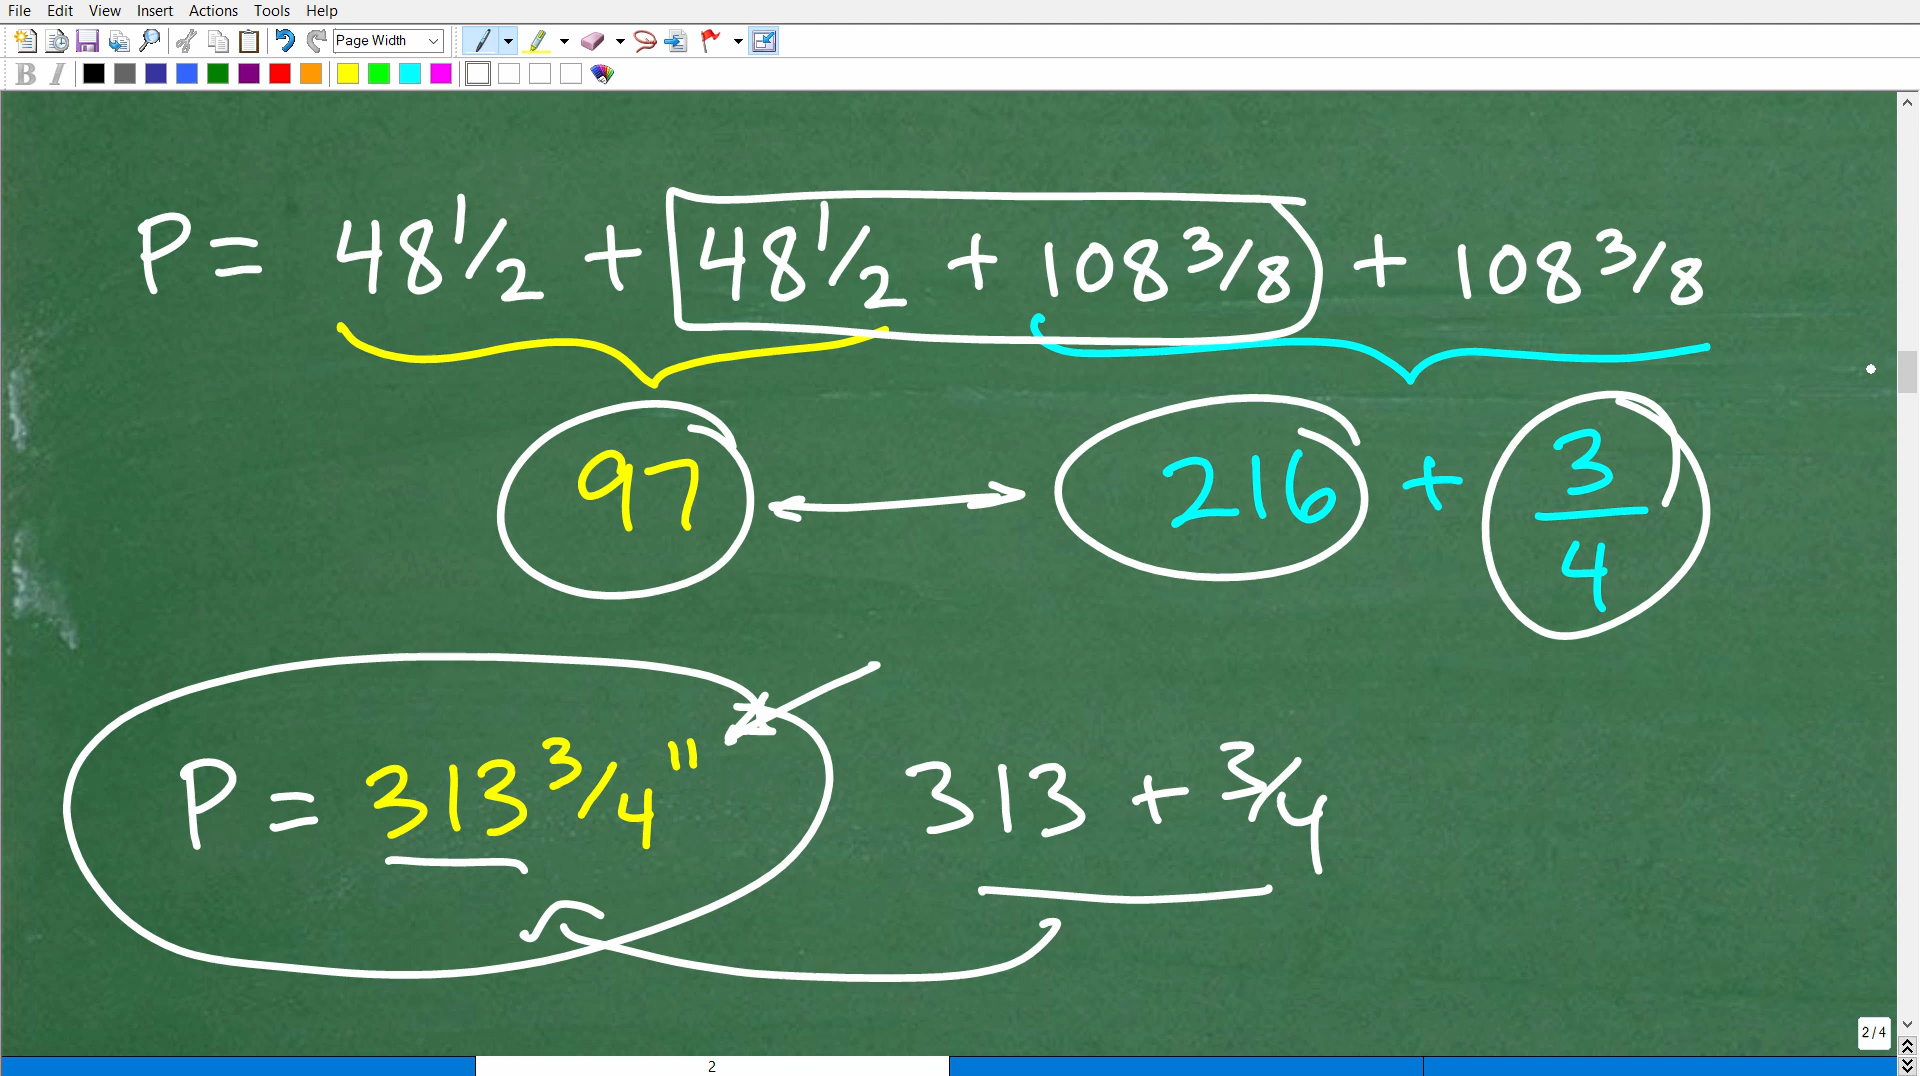 File Edit View Insert Actions Tools Help
Page Width
B I
P = 48 1/2 + 48 1/2 + 108 3/8 + 108 3/8
97 216 + 3/4
P = 313 3/4" 313 + 3/4
2 / 4
2